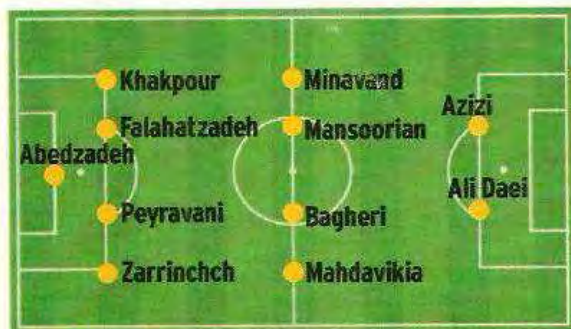 Khakpour
Minavand
Azizi
Falahatzadeh
Mansoorian
Abedzadeh
Peyravani
Bagheri
Ali Daei
Zarrinchch
Mahdavikia